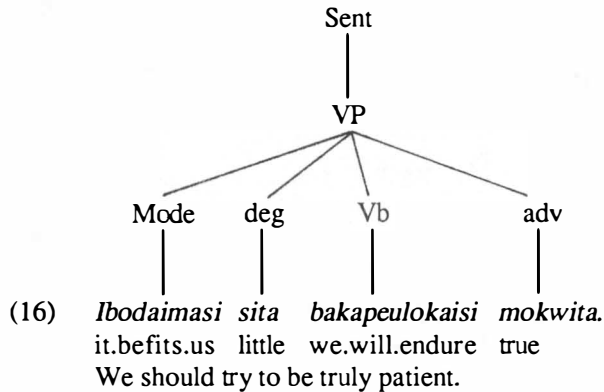 Sent
VP
Mode deg Vb adv
(16) Ibodaimasi sita bakapeulokaisi mokwita.
it.befits.us little we.will.endure true
We should try to be truly patient.